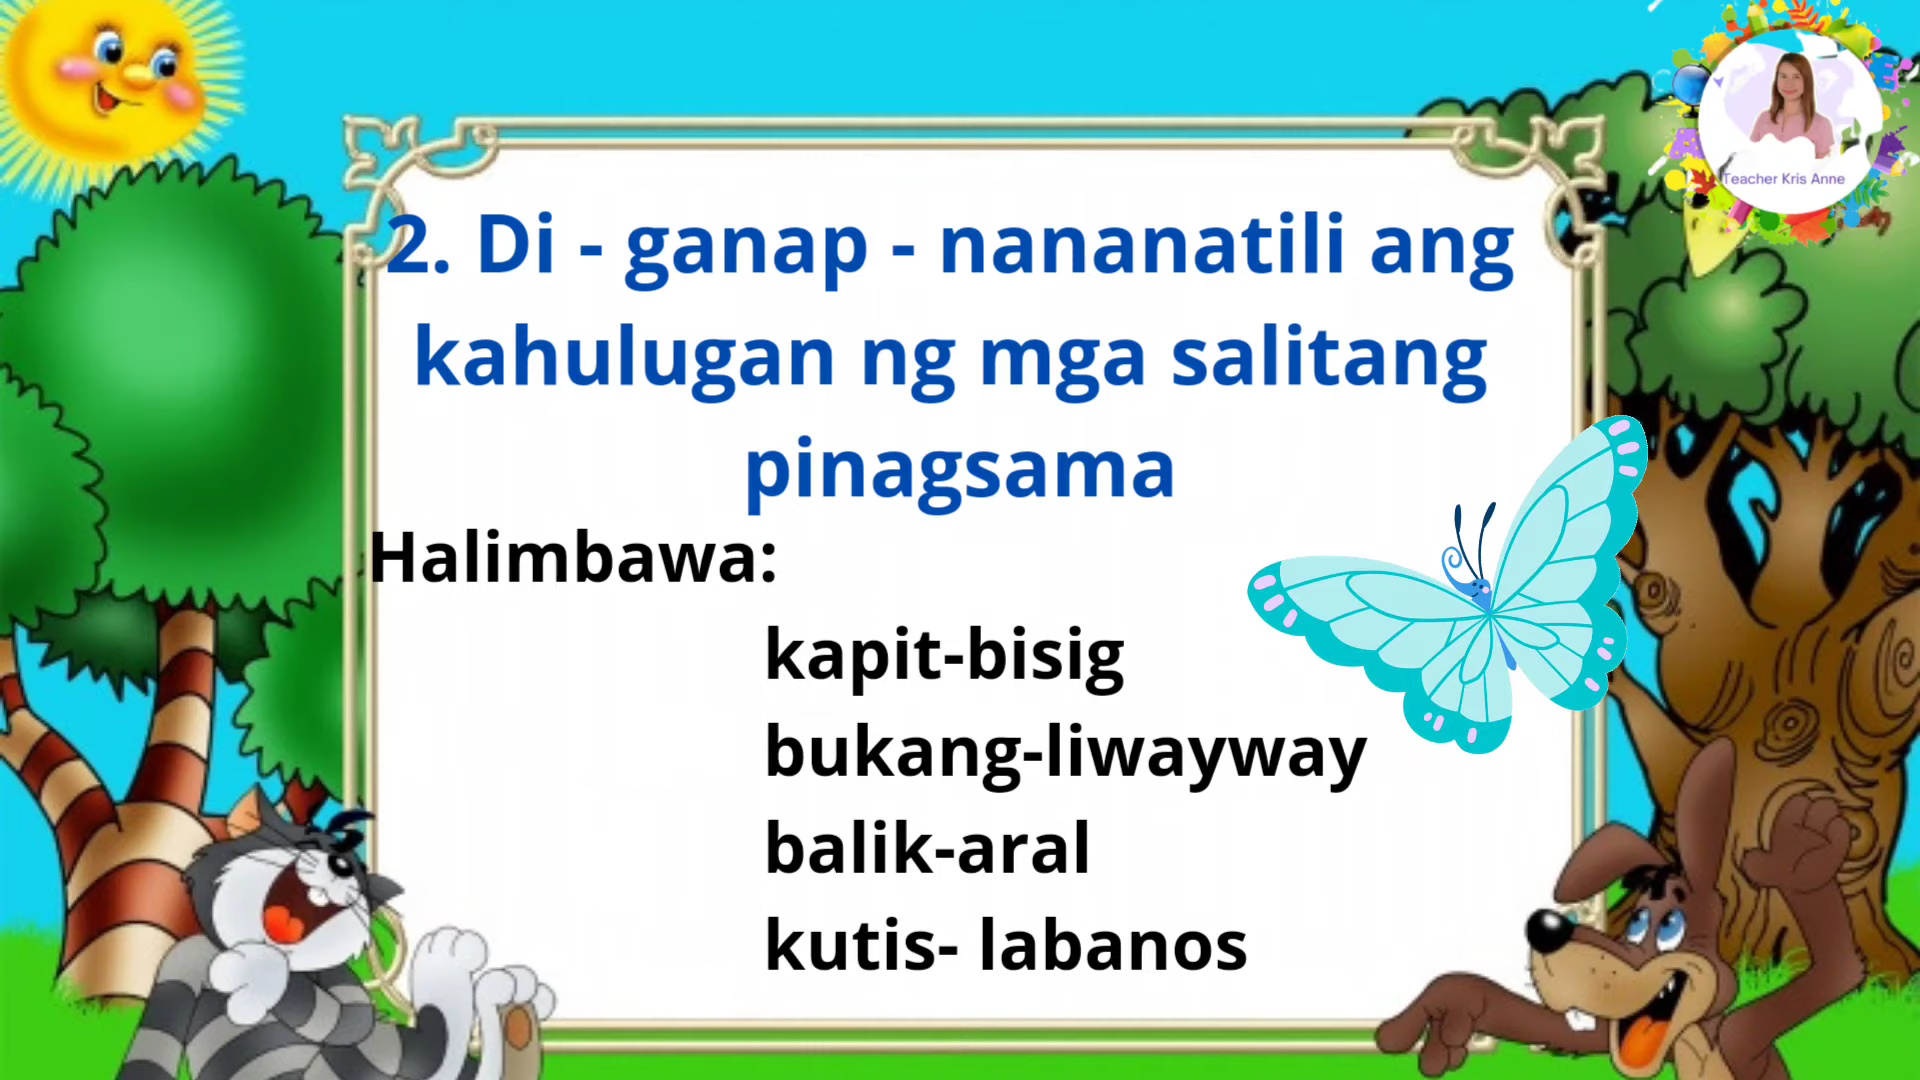 Teacher Kris Anne
2. Di - ganap - nananatili ang
kahulugan ng mga salitang
pinagsama
Halimbawa:
kapit-bisig
bukang-liwayway
balik-aral
kutis- labanos